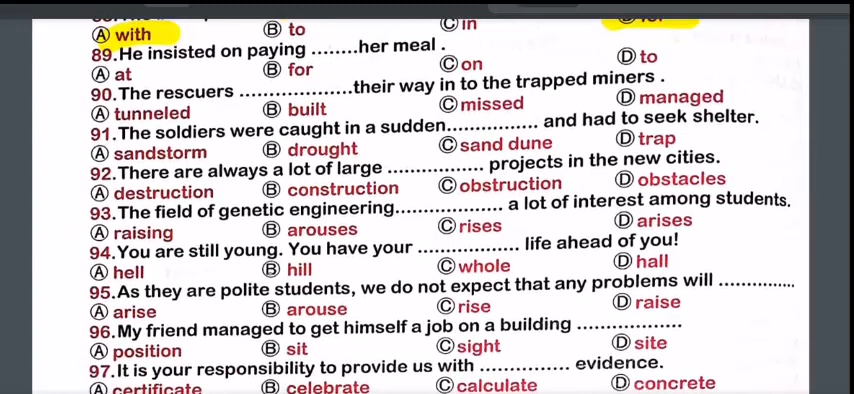 Ⓐ with Ⓑ to Ⓒ in
89.He insisted on paying ........her meal .
Ⓐ at Ⓑ for Ⓒ on Ⓓ to
90.The rescuers ....................their way in to the trapped miners .
Ⓐ tunneled Ⓑ built Ⓒ missed Ⓓ managed
91.The soldiers were caught in a sudden................ and had to seek shelter.
Ⓐ sandstorm Ⓑ drought Ⓒ sand dune Ⓓ trap
92.There are always a lot of large ................. projects in the new cities.
Ⓐ destruction Ⓑ construction Ⓒ obstruction Ⓓ obstacles
93.The field of genetic engineering................... a lot of interest among students.
Ⓐ raising Ⓑ arouses Ⓒ rises Ⓓ arises
94.You are still young. You have your .................. life ahead of you!
Ⓐ hell Ⓑ hill Ⓒ whole Ⓓ hall
95.As they are polite students, we do not expect that any problems will ...............
Ⓐ arise Ⓑ arouse Ⓒ rise Ⓓ raise
96.My friend managed to get himself a job on a building ...................
Ⓐ position Ⓑ sit Ⓒ sight Ⓓ site
97.It is your responsibility to provide us with ................ evidence.
Ⓐ certificate Ⓑ celebrate Ⓒ calculate Ⓓ concrete